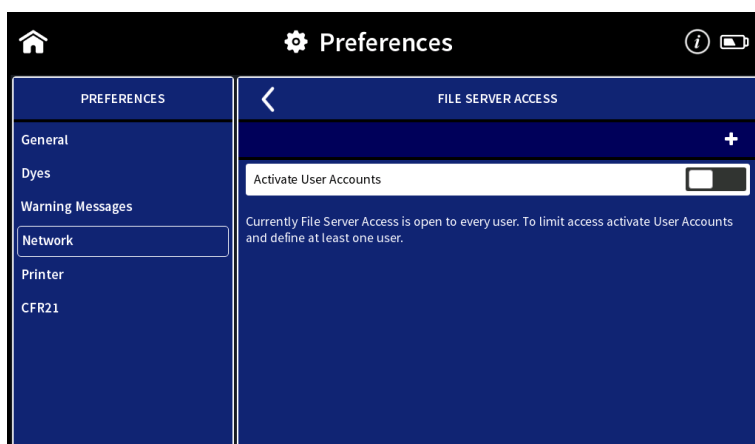 Preferences
PREFERENCES
General
Dyes
Warning Messages
Network
Printer
CFR21
FILE SERVER ACCESS
Activate User Accounts
Currently File Server Access is open to every user. To limit access activate User Accounts
and define at least one user.